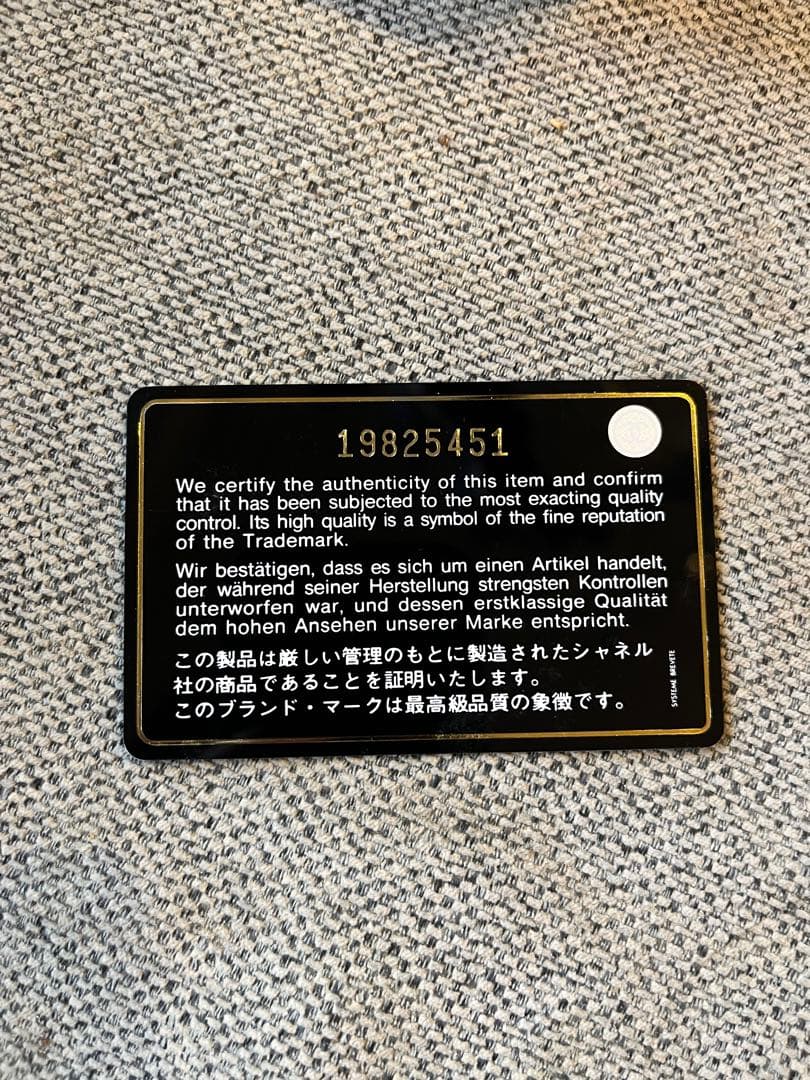 19825451
We certify the authenticity of this item and confirm
that it has been subjected to the most exacting quality
control. Its high quality is a symbol of the fine reputation
of the Trademark.
Wir bestätigen, dass es sich um einen Artikel handelt,
der während seiner Herstellung strengsten Kontrollen
unterworfen war, und dessen erstklassige Qualität
dem hohen Ansehen unserer Marke entspricht.
この製品は厳しい管理のもとに製造されたシャネル
社の商品であることを証明いたします。
このブランド・マークは最高級品質の象徴です。
SYSTEME BREVETE